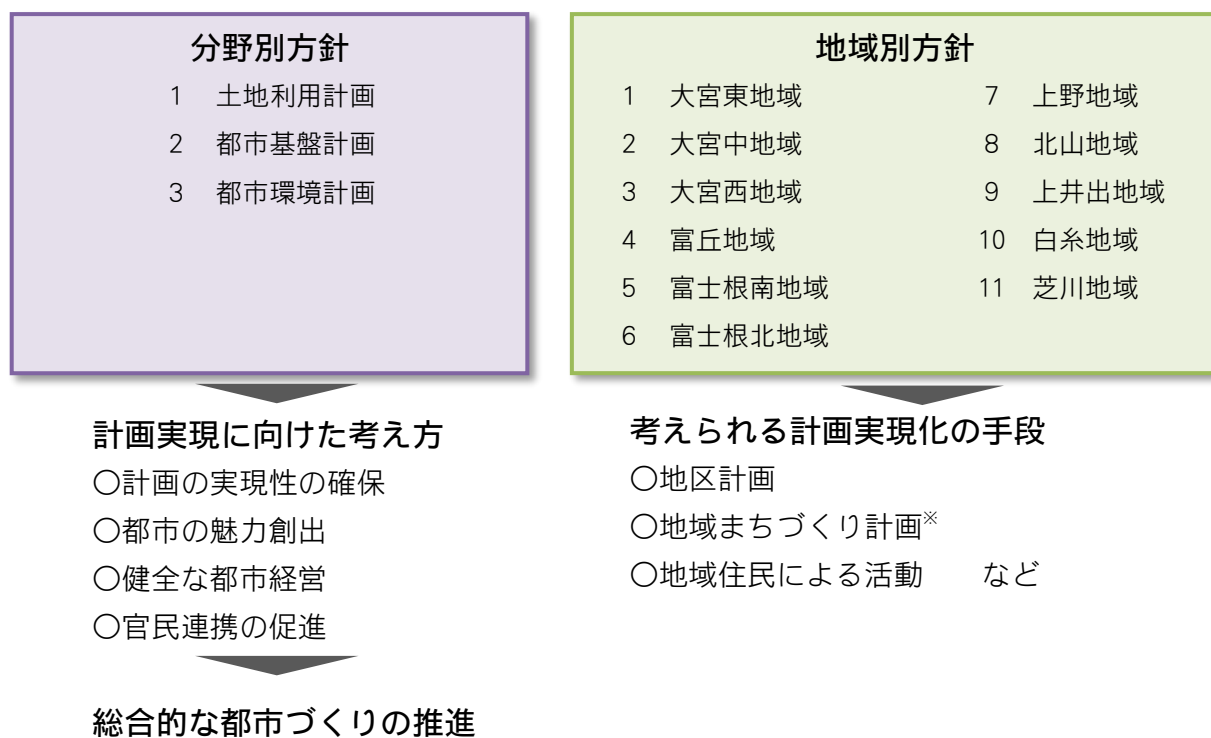 分野別方針
1 土地利用計画
2 都市基盤計画
3 都市環境計画
地域別方針
1 大宮東地域
2 大宮中地域
3 大宮西地域
4 富丘地域
5 富士根南地域
6 富士根北地域
7 上野地域
8 北山地域
9 上井出地域
10 白糸地域
11 芝川地域
計画実現に向けた考え方
○計画の実現性の確保
○都市の魅力創出
○健全な都市経営
○官民連携の促進
総合的な都市づくりの推進
考えられる計画実現化の手段
○地区計画
○地域まちづくり計画※
○地域住民による活動 など